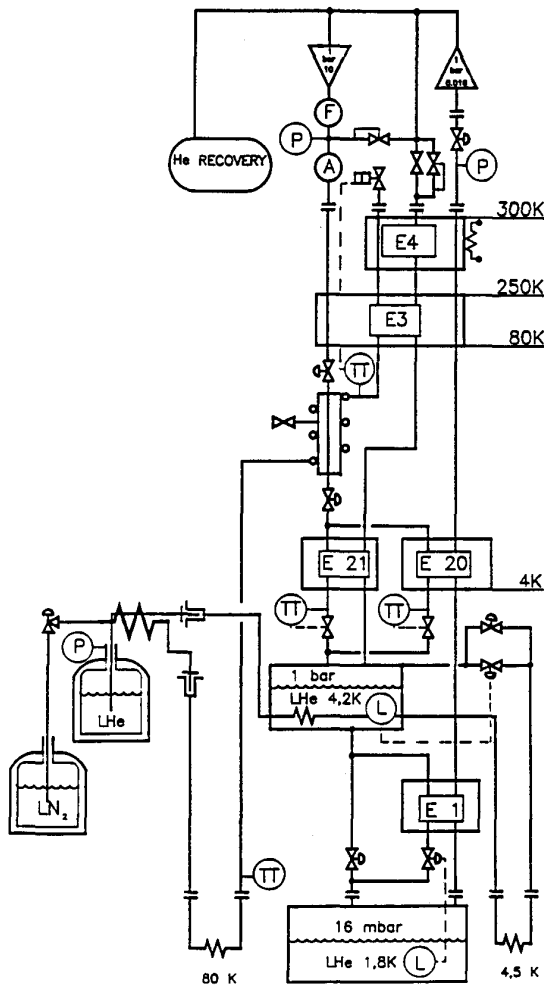 bar
10
1
bar
0.016
F
P
He RECOVERY
A
P
300K
E4
250K
E3
80K
TT
E 21
E 20
4K
TT
TT
P
1 bar
LHe 4,2K
L
LHe
LN₂
E 1
TT
16 mbar
LHe 1,8K
L
80 K
4,5 K